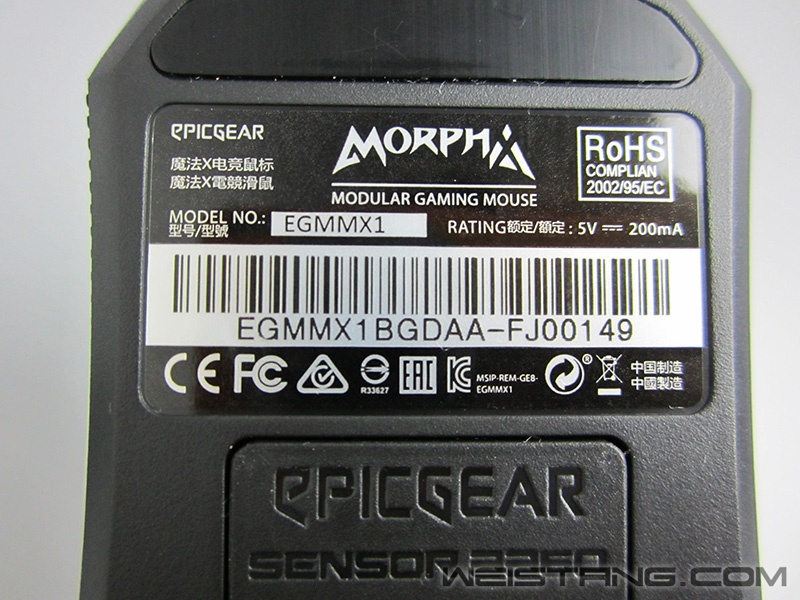 EPICGEAR
MORPHA X
MODULAR GAMING MOUSE
RoHS
COMPLIAN
2002/95/EC
魔法X电竞鼠标
魔法X電競滑鼠
MODEL NO.: EGMMX1
型号/型號
RATING额定/額定 : 5V ⎓ 200mA
EGMMX1BGDAA-FJ00149
CE FC
R33627
EAC
MSIP-REM-GE8-
EGMMX1
中国制造
中國製造
EPICGEAR
SENSOR
WEISTANG.COM